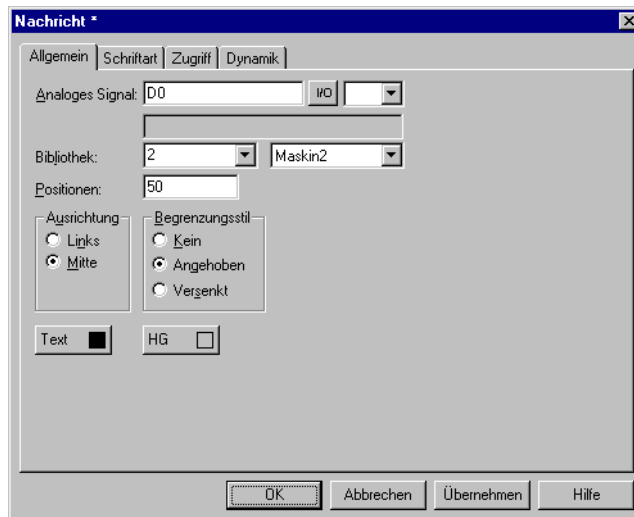 Nachricht *
Allgemein Schriftart Zugriff Dynamik
Analoges Signal: D0 I/O
Bibliothek: 2 Maskin2
Positionen: 50
Ausrichtung Begrenzungsstil
Links Kein
Mitte Angehoben
Versenkt
Text HG
OK Abbrechen Übernehmen Hilfe